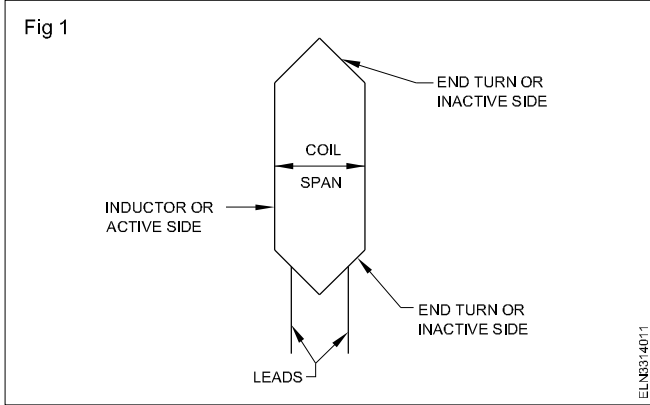 Fig 1
END TURN OR
INACTIVE SIDE
COIL
SPAN
INDUCTOR OR
ACTIVE SIDE
END TURN OR
INACTIVE SIDE
LEADS
ELN3314011